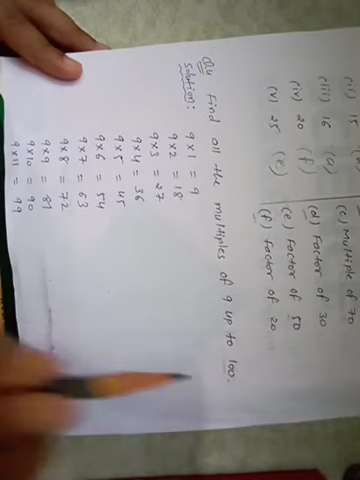 (ii) 15
(c) Multiple of 70
(iii) 16 (a)
(d) Factor of 30
(iv) 20 (f)
(e) Factor of 50
(v) 25 (e)
(f) Factor of 20
Q.4 Find all the multiples of 9 up to 100.
Solution:
9 x 1 = 9
9 x 2 = 18
9 x 3 = 27
9 x 4 = 36
9 x 5 = 45
9 x 6 = 54
9 x 7 = 63
9 x 8 = 72
9 x 9 = 81
9 x 10 = 90
9 x 11 = 99